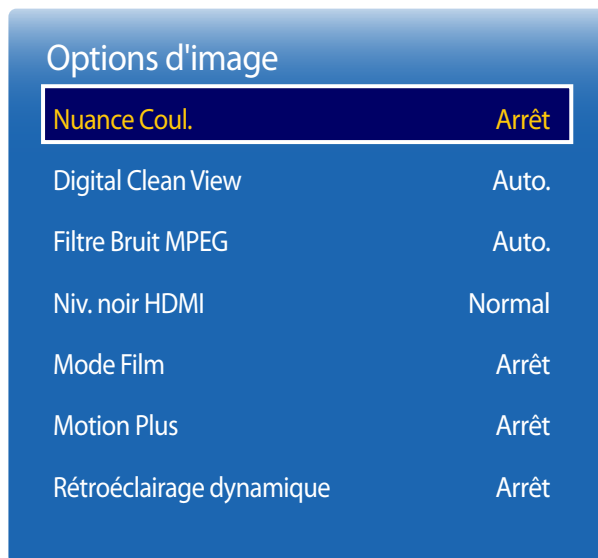 Options d'image
Nuance Coul. Arrêt
Digital Clean View Auto.
Filtre Bruit MPEG Auto.
Niv. noir HDMI Normal
Mode Film Arrêt
Motion Plus Arrêt
Rétroéclairage dynamique Arrêt